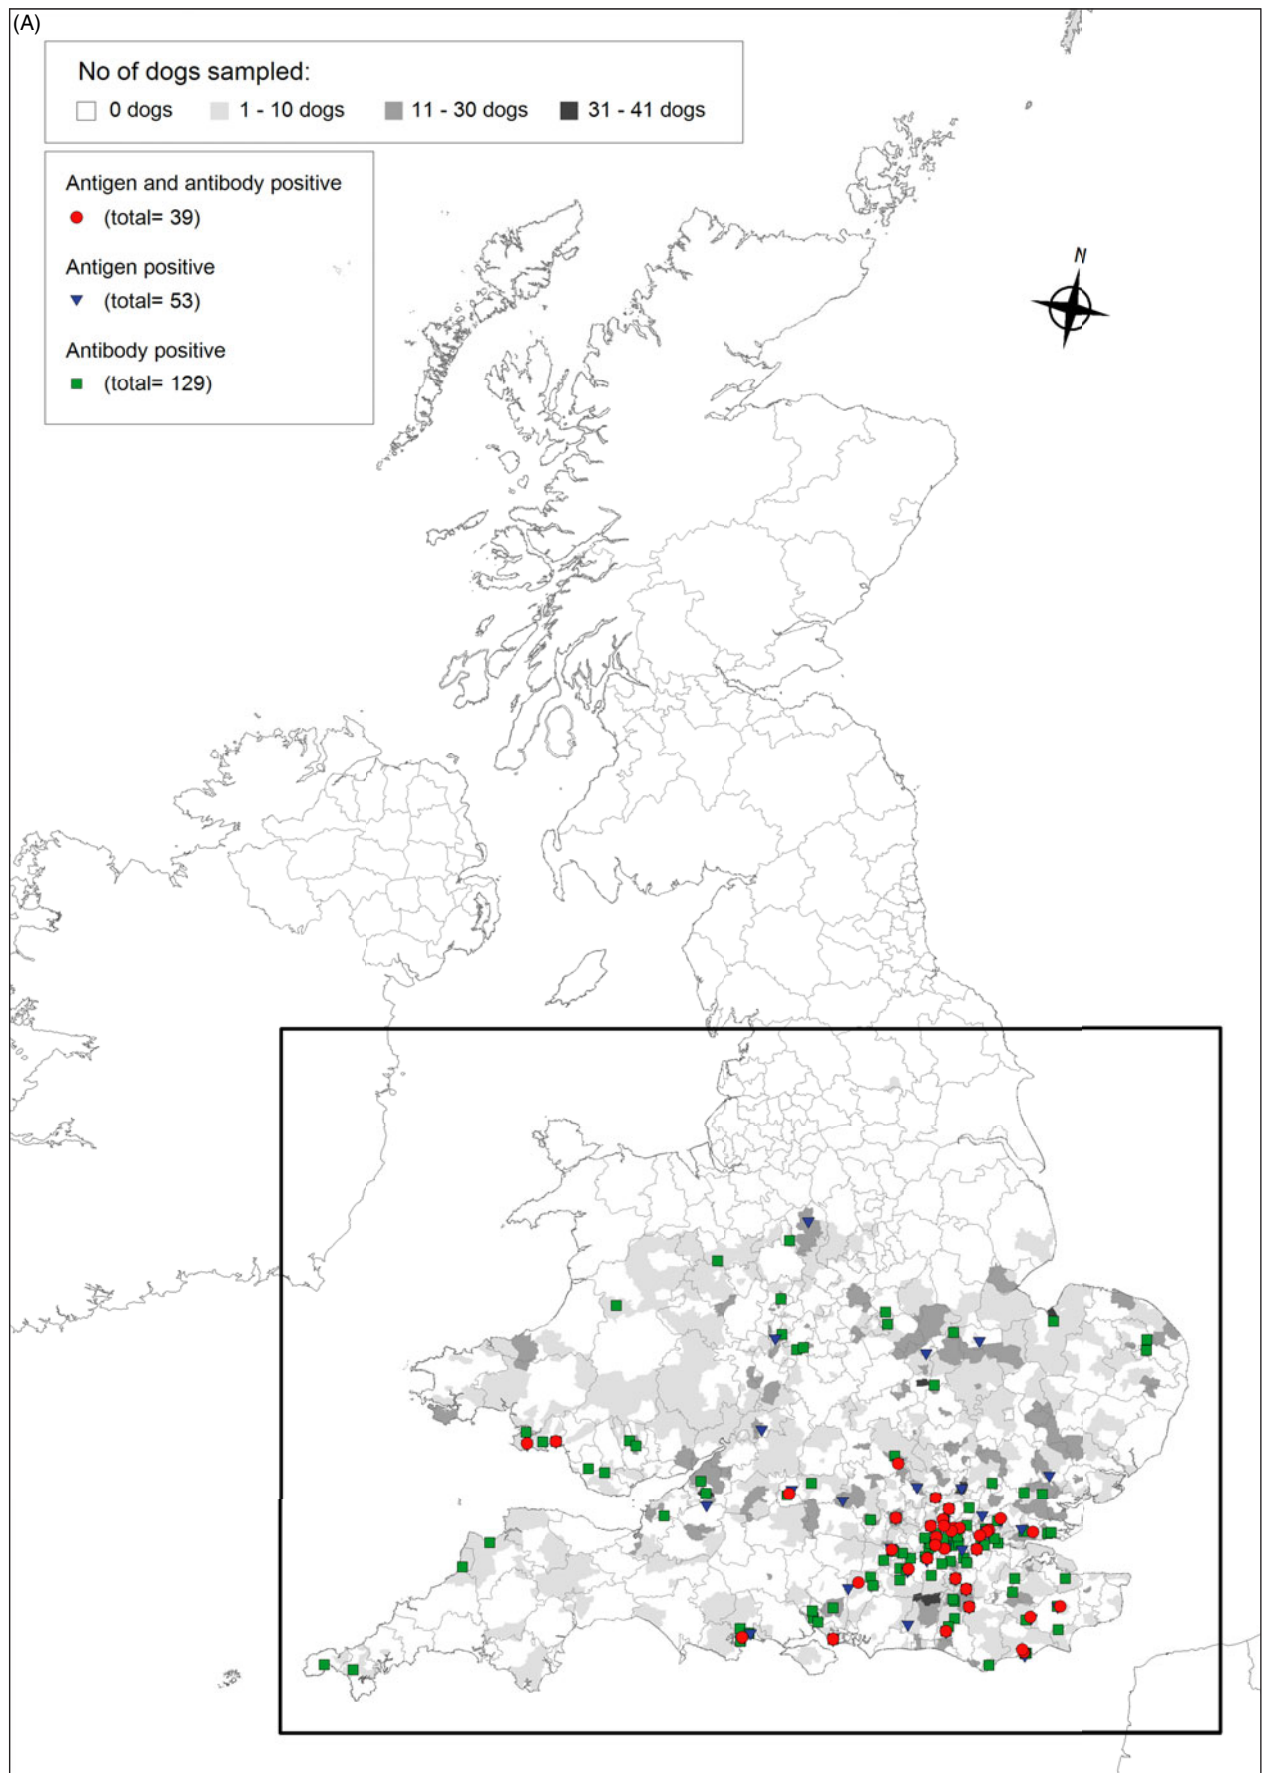 (A)
No of dogs sampled:
0 dogs 1 - 10 dogs 11 - 30 dogs 31 - 41 dogs
Antigen and antibody positive
(total= 39)
Antigen positive
(total= 53)
Antibody positive
(total= 129)
N